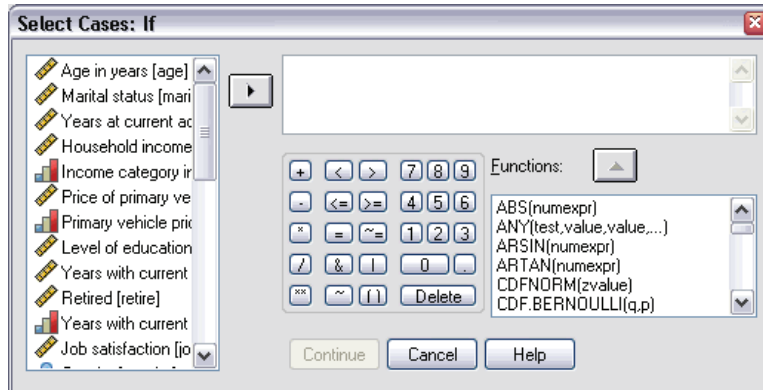 Select Cases: If
Age in years [age]
Marital status [mari
Years at current ad
Household income
Income category ir
Price of primary ve
Primary vehicle pric
Level of education
Years with current
Retired [retire]
Years with current
Job satisfaction [jo
+ < > 7 8 9
- <= >= 4 5 6
* = ~= 1 2 3
/ & | 0 .
** ~ () Delete
Functions:
ABS(numexpr)
ANY(test,value,value,...)
ARSIN(numexpr)
ARTAN(numexpr)
CDFNORM(zvalue)
CDF.BERNOULLI(q,p)
Continue Cancel Help